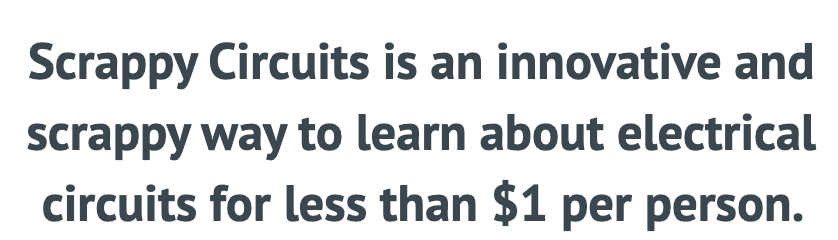 Scrappy Circuits is an innovative and
scrappy way to learn about electrical
circuits for less than $1 per person.